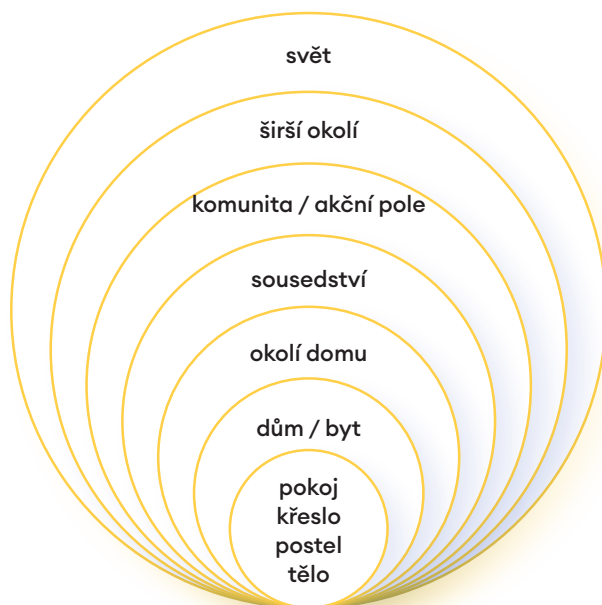 svět
širší okolí
komunita / akční pole
sousedství
okolí domu
dům / byt
pokoj
křeslo
postel
tělo